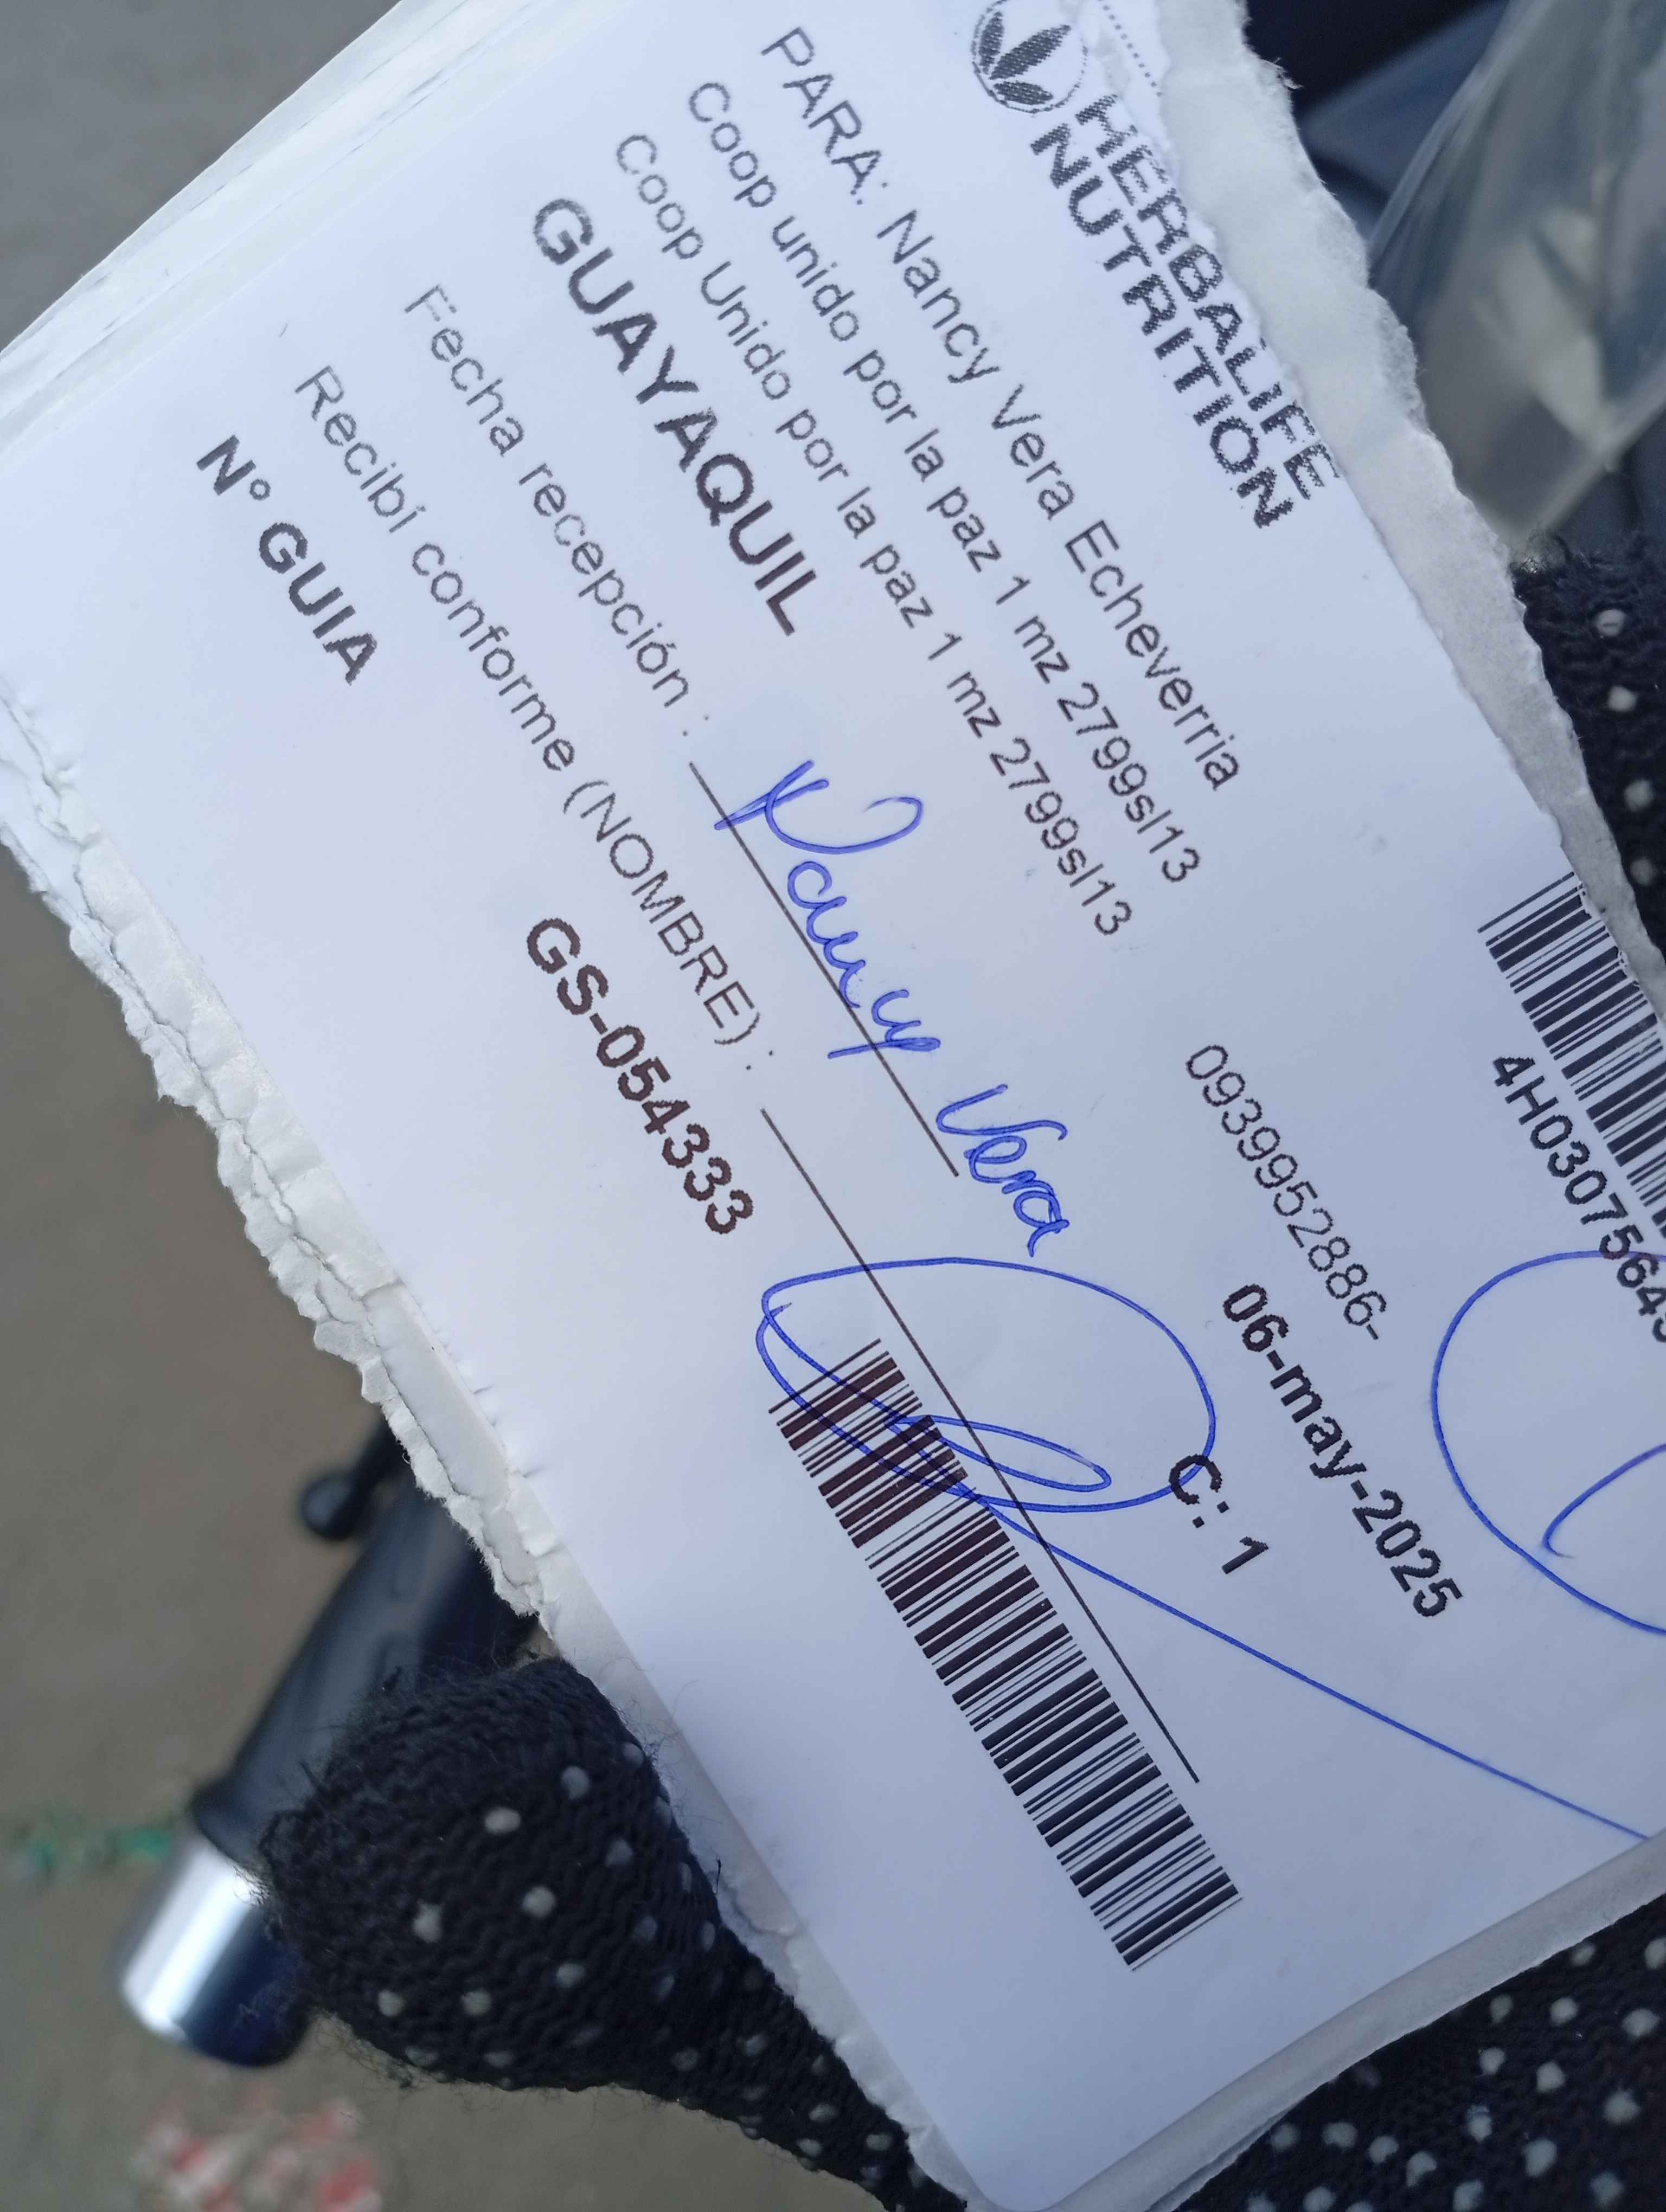 HERBALIFE
NUTRITION
PARA: Nancy Vera Echeverria
Coop unido por la paz 1 mz 2799sl13
Coop Unido por la paz 1 mz 2799sl13
0939952886-
GUAYAQUIL
06-may-2025
C: 1
Fecha recepción :
Nancy Vera
Recibí conforme (NOMBRE) :
N° GUIA
GS-054333